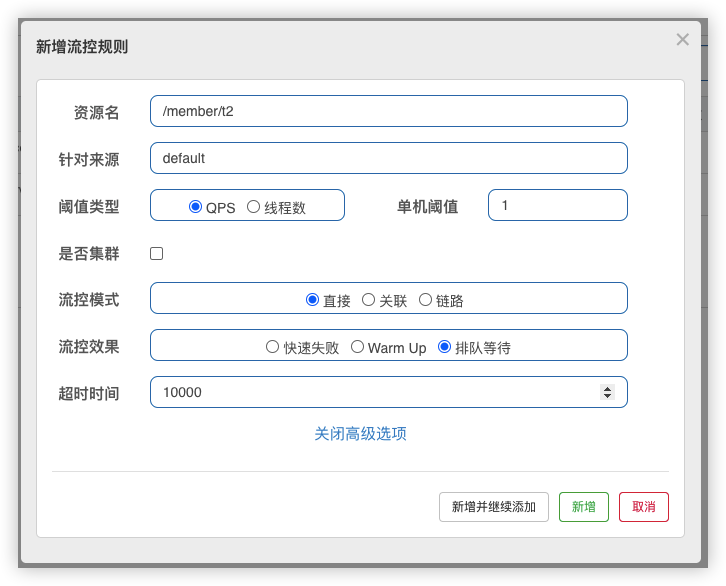 新增流控规则
资源名 /member/t2
针对来源 default
阈值类型 QPS 线程数 单机阈值 1
是否集群
流控模式 直接 关联 链路
流控效果 快速失败 Warm Up 排队等待
超时时间 10000
关闭高级选项
新增并继续添加 新增 取消